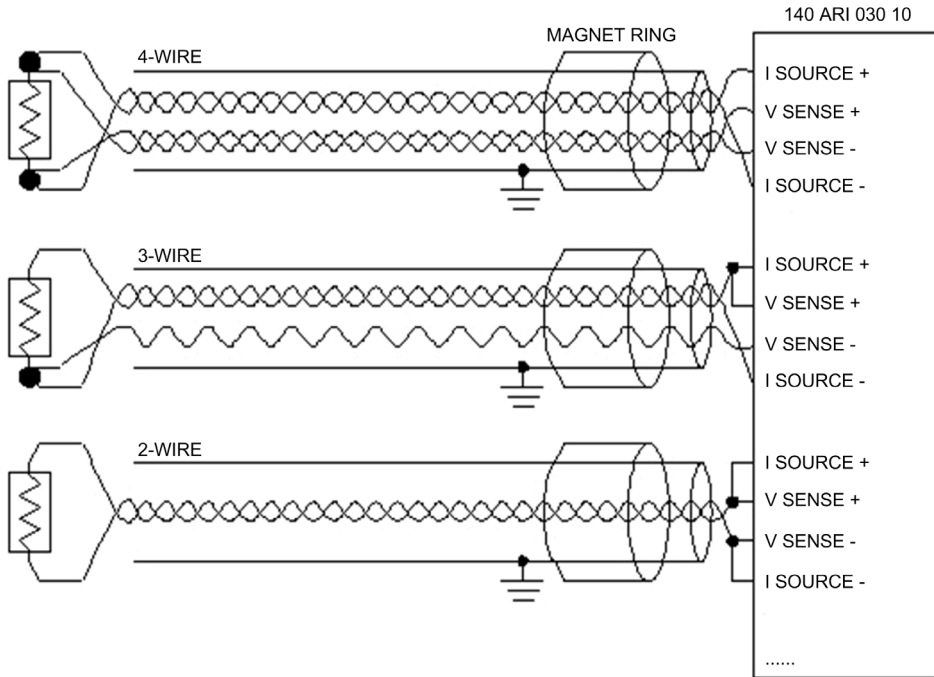 140 ARI 030 10
MAGNET RING
4-WIRE
I SOURCE +
V SENSE +
V SENSE -
I SOURCE -
3-WIRE
I SOURCE +
V SENSE +
V SENSE -
I SOURCE -
2-WIRE
I SOURCE +
V SENSE +
V SENSE -
I SOURCE -
......